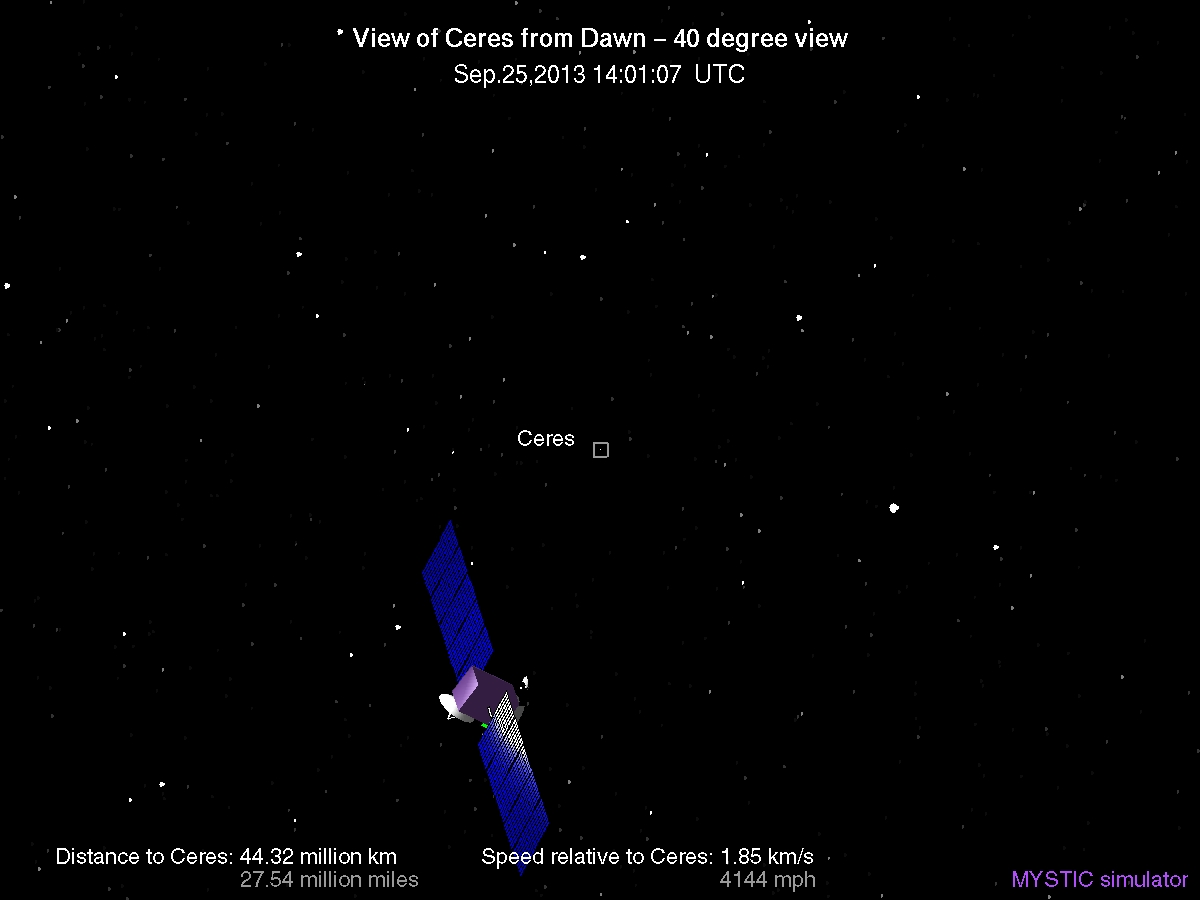 View of Ceres from Dawn – 40 degree view
Sep.25,2013 14:01:07 UTC
Ceres
Distance to Ceres: 44.32 million km
27.54 million miles
Speed relative to Ceres: 1.85 km/s
4144 mph
MYSTIC simulator